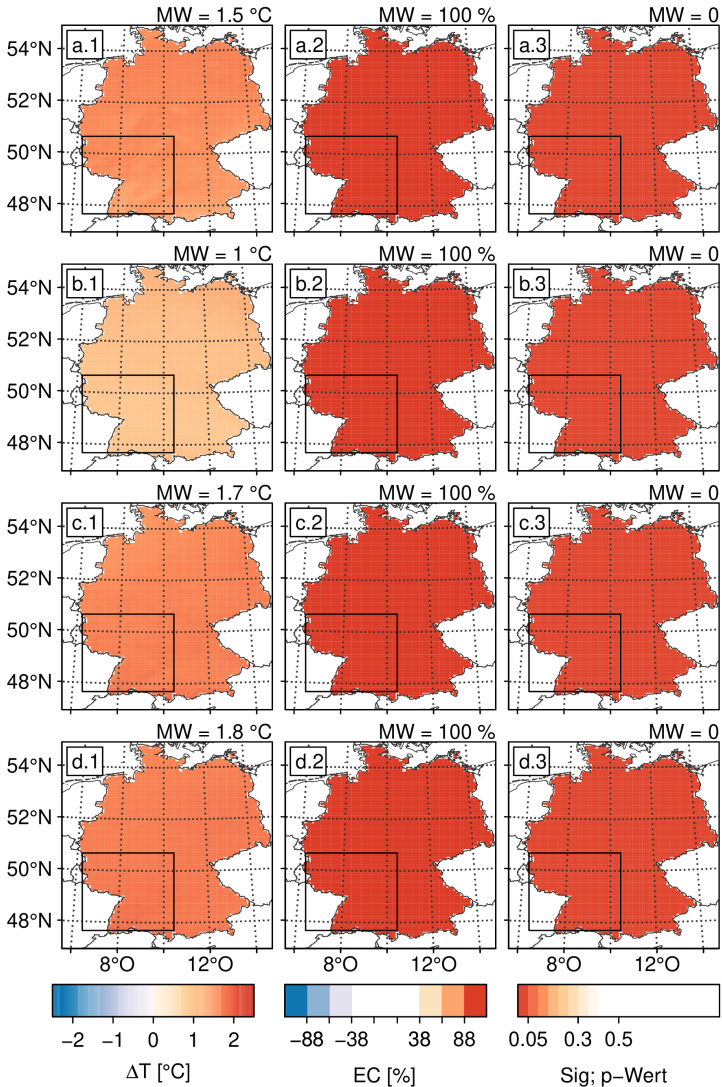 MW = 1.5 °C MW = 100 % MW = 0
54°N a.1 a.2 a.3
52°N
50°N
48°N
MW = 1 °C MW = 100 % MW = 0
54°N b.1 b.2 b.3
52°N
50°N
48°N
MW = 1.7 °C MW = 100 % MW = 0
54°N c.1 c.2 c.3
52°N
50°N
48°N
MW = 1.8 °C MW = 100 % MW = 0
54°N d.1 d.2 d.3
52°N
50°N
48°N
8°O 12°O 8°O 12°O 8°O 12°O
−2 −1 0 1 2 −88 −38 38 88 0.05 0.3 0.5
ΔT [°C] EC [%] Sig; p−Wert